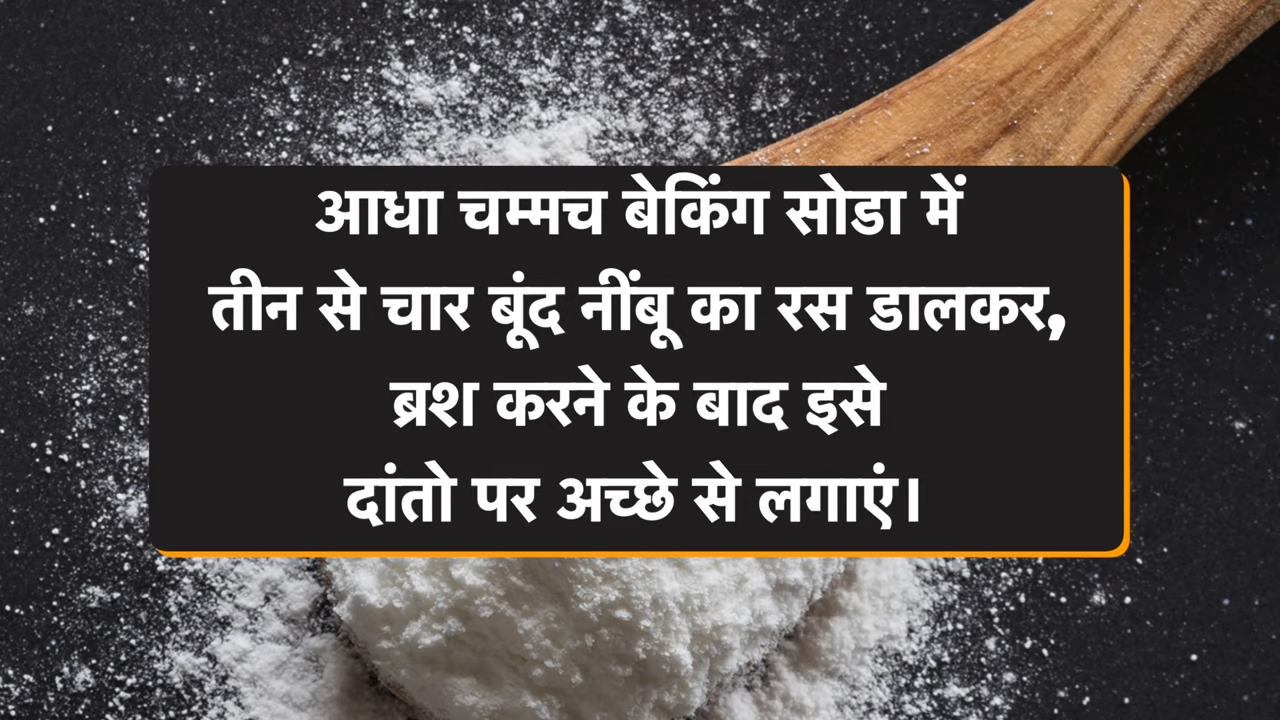 आधा चम्मच बेकिंग सोडा में
तीन से चार बूंद नींबू का रस डालकर,
ब्रश करने के बाद इसे
दांतो पर अच्छे से लगाएं।